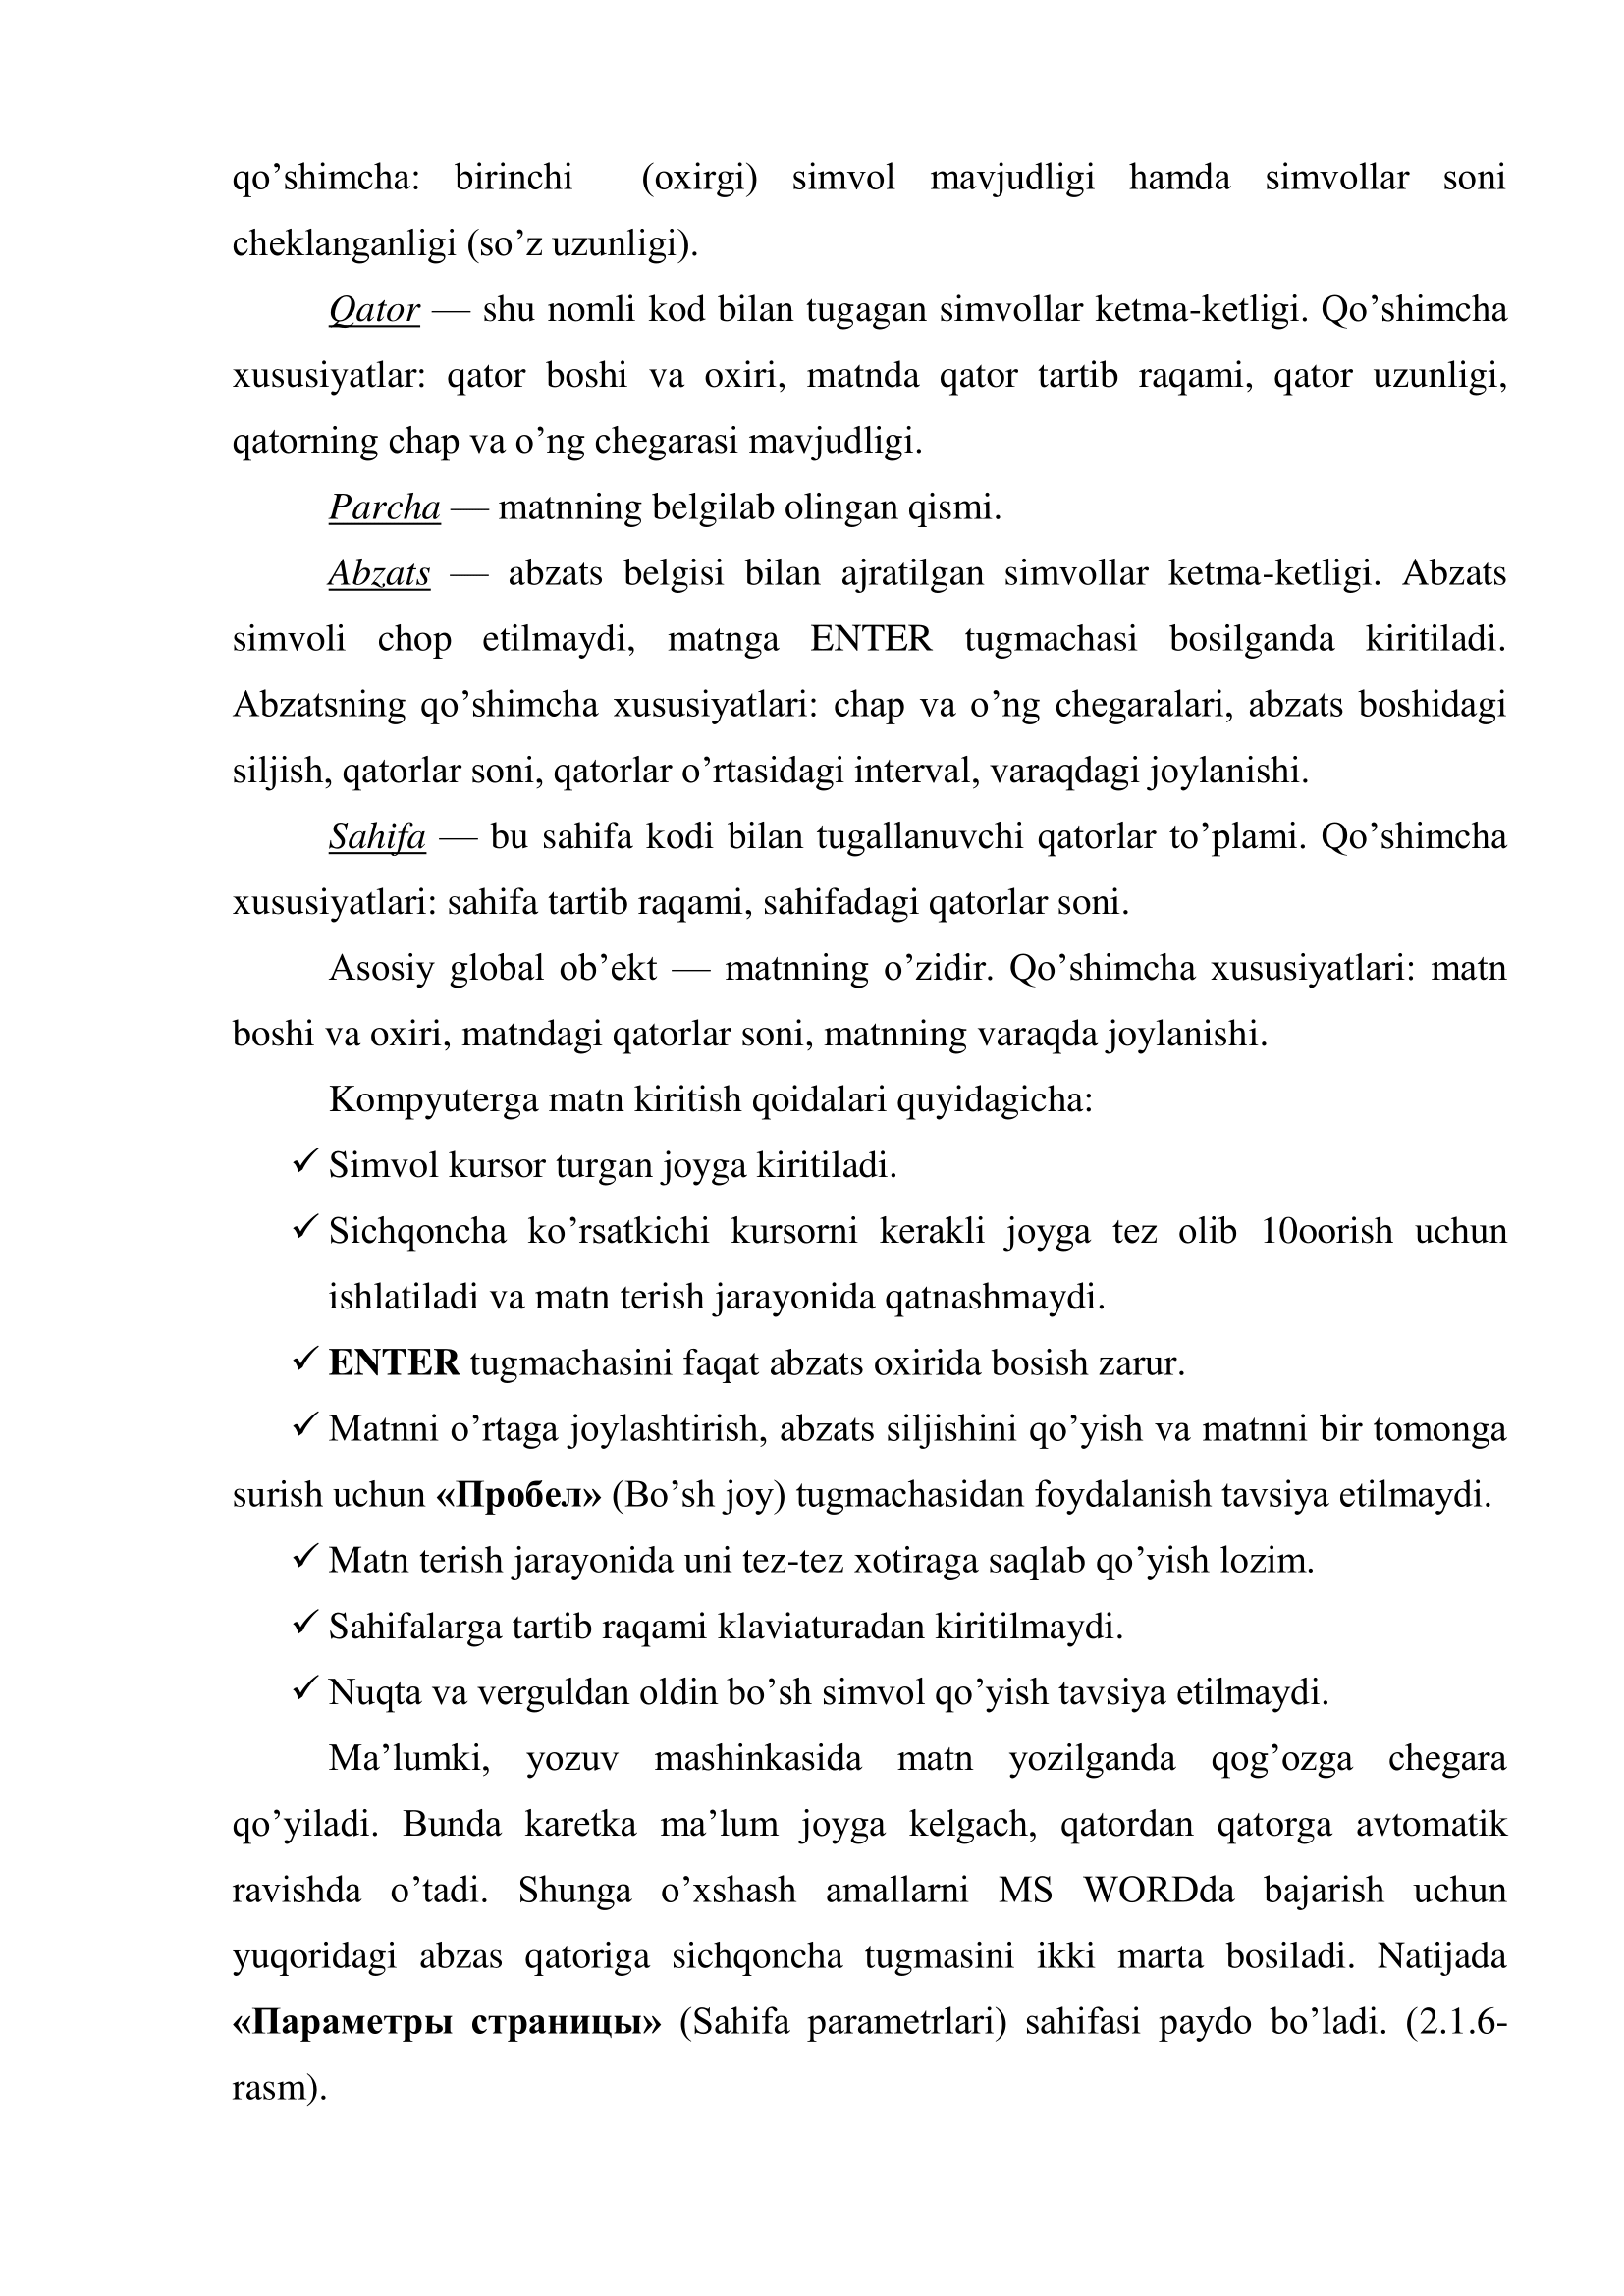 qo’shimcha: birinchi (oxirgi) simvol mavjudligi hamda simvollar soni
cheklanganligi (so’z uzunligi).
Qator — shu nomli kod bilan tugagan simvollar ketma-ketligi. Qo’shimcha
xususiyatlar: qator boshi va oxiri, matnda qator tartib raqami, qator uzunligi,
qatorning chap va o’ng chegarasi mavjudligi.
Parcha — matnning belgilab olingan qismi.
Abzats — abzats belgisi bilan ajratilgan simvollar ketma-ketligi. Abzats
simvoli chop etilmaydi, matnga ENTER tugmachasi bosilganda kiritiladi.
Abzatsning qo’shimcha xususiyatlari: chap va o’ng chegaralari, abzats boshidagi
siljish, qatorlar soni, qatorlar o’rtasidagi interval, varaqdagi joylanishi.
Sahifa — bu sahifa kodi bilan tugallanuvchi qatorlar to’plami. Qo’shimcha
xususiyatlari: sahifa tartib raqami, sahifadagi qatorlar soni.
Asosiy global ob’ekt — matnning o’zidir. Qo’shimcha xususiyatlari: matn
boshi va oxiri, matndagi qatorlar soni, matnning varaqda joylanishi.
Kompyuterga matn kiritish qoidalari quyidagicha:
✓ Simvol kursor turgan joyga kiritiladi.
✓ Sichqoncha ko’rsatkichi kursorni kerakli joyga tez olib 10oorish uchun
ishlatiladi va matn terish jarayonida qatnashmaydi.
✓ ENTER tugmachasini faqat abzats oxirida bosish zarur.
✓ Matnni o’rtaga joylashtirish, abzats siljishini qo’yish va matnni bir tomonga
surish uchun «Пробел» (Bo’sh joy) tugmachasidan foydalanish tavsiya etilmaydi.
✓ Matn terish jarayonida uni tez-tez xotiraga saqlab qo’yish lozim.
✓ Sahifalarga tartib raqami klaviaturadan kiritilmaydi.
✓ Nuqta va verguldan oldin bo’sh simvol qo’yish tavsiya etilmaydi.
Ma’lumki, yozuv mashinkasida matn yozilganda qog’ozga chegara
qo’yiladi. Bunda karetka ma’lum joyga kelgach, qatordan qatorga avtomatik
ravishda o’tadi. Shunga o’xshash amallarni MS WORDda bajarish uchun
yuqoridagi abzas qatoriga sichqoncha tugmasini ikki marta bosiladi. Natijada
«Параметры страницы» (Sahifa parametrlari) sahifasi paydo bo’ladi. (2.1.6-
rasm).